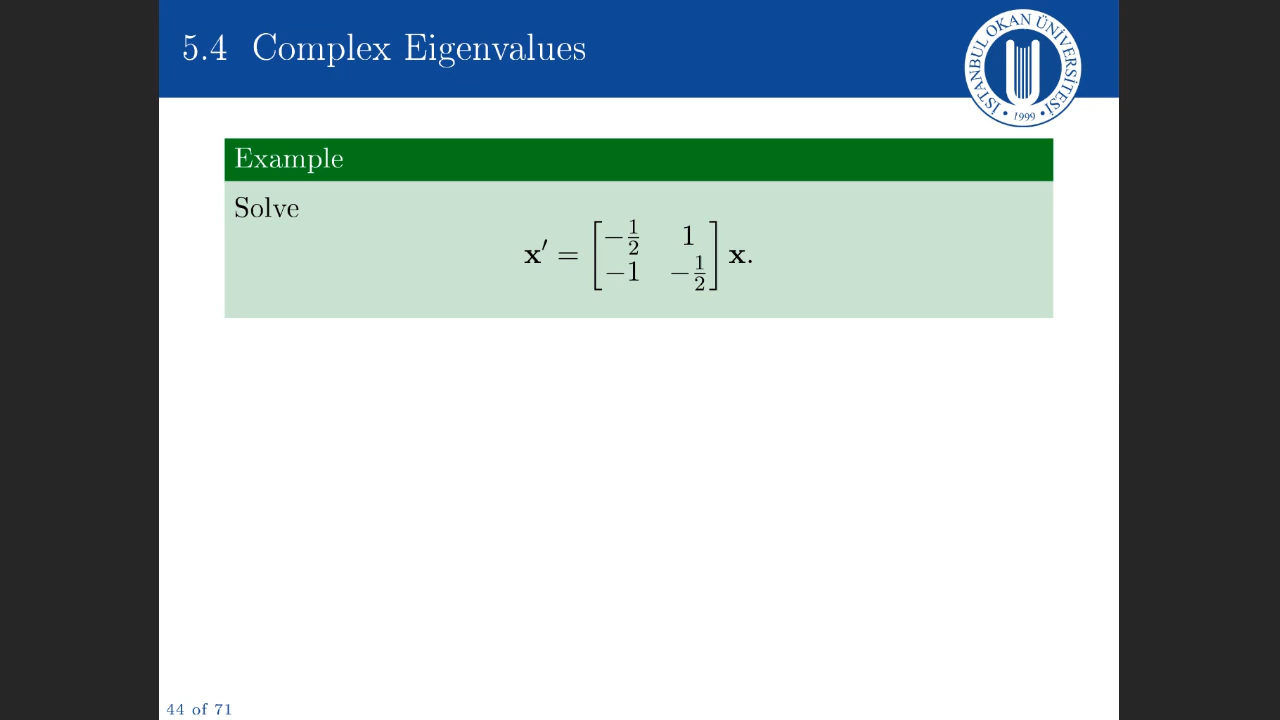 5.4 Complex Eigenvalues
İSTANBUL OKAN ÜNİVERSİTESİ
• 1999 •
Example
Solve
x′ = [−1/2 1
−1 −1/2] x.
44 of 71